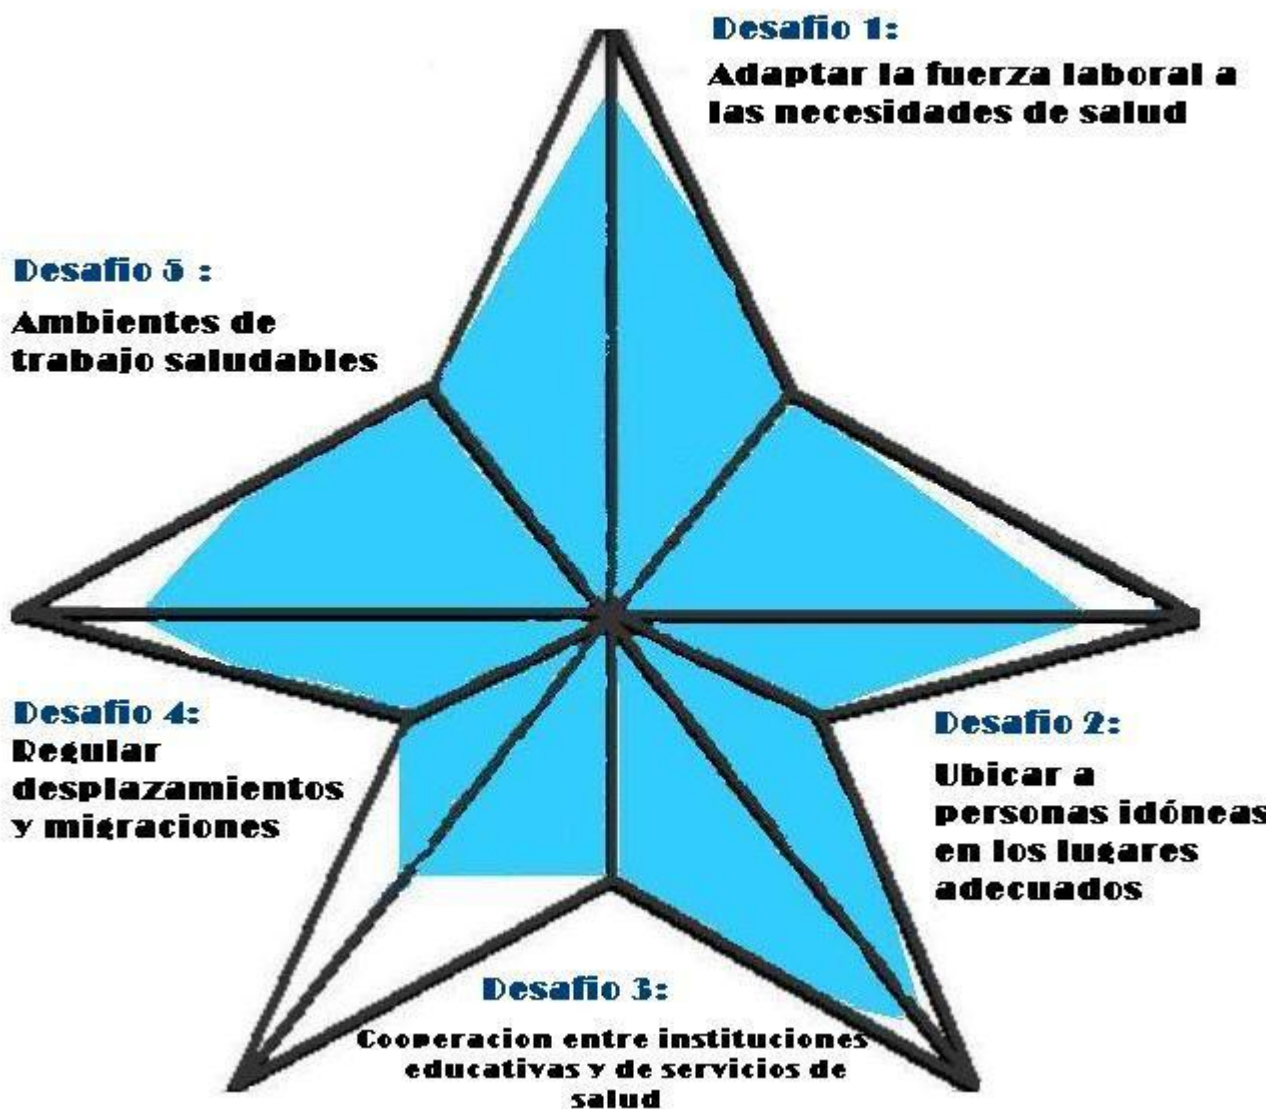 Desafio 1:
Adaptar la fuerza laboral a
las necesidades de salud
Desafio 5 :
Ambientes de
trabajo saludables
Desafio 4:
Regular
desplazamientos
y migraciones
Desafio 2:
Ubicar a
personas idóneas
en los lugares
adecuados
Desafio 3:
Cooperacion entre instituciones
educativas y de servicios de
salud